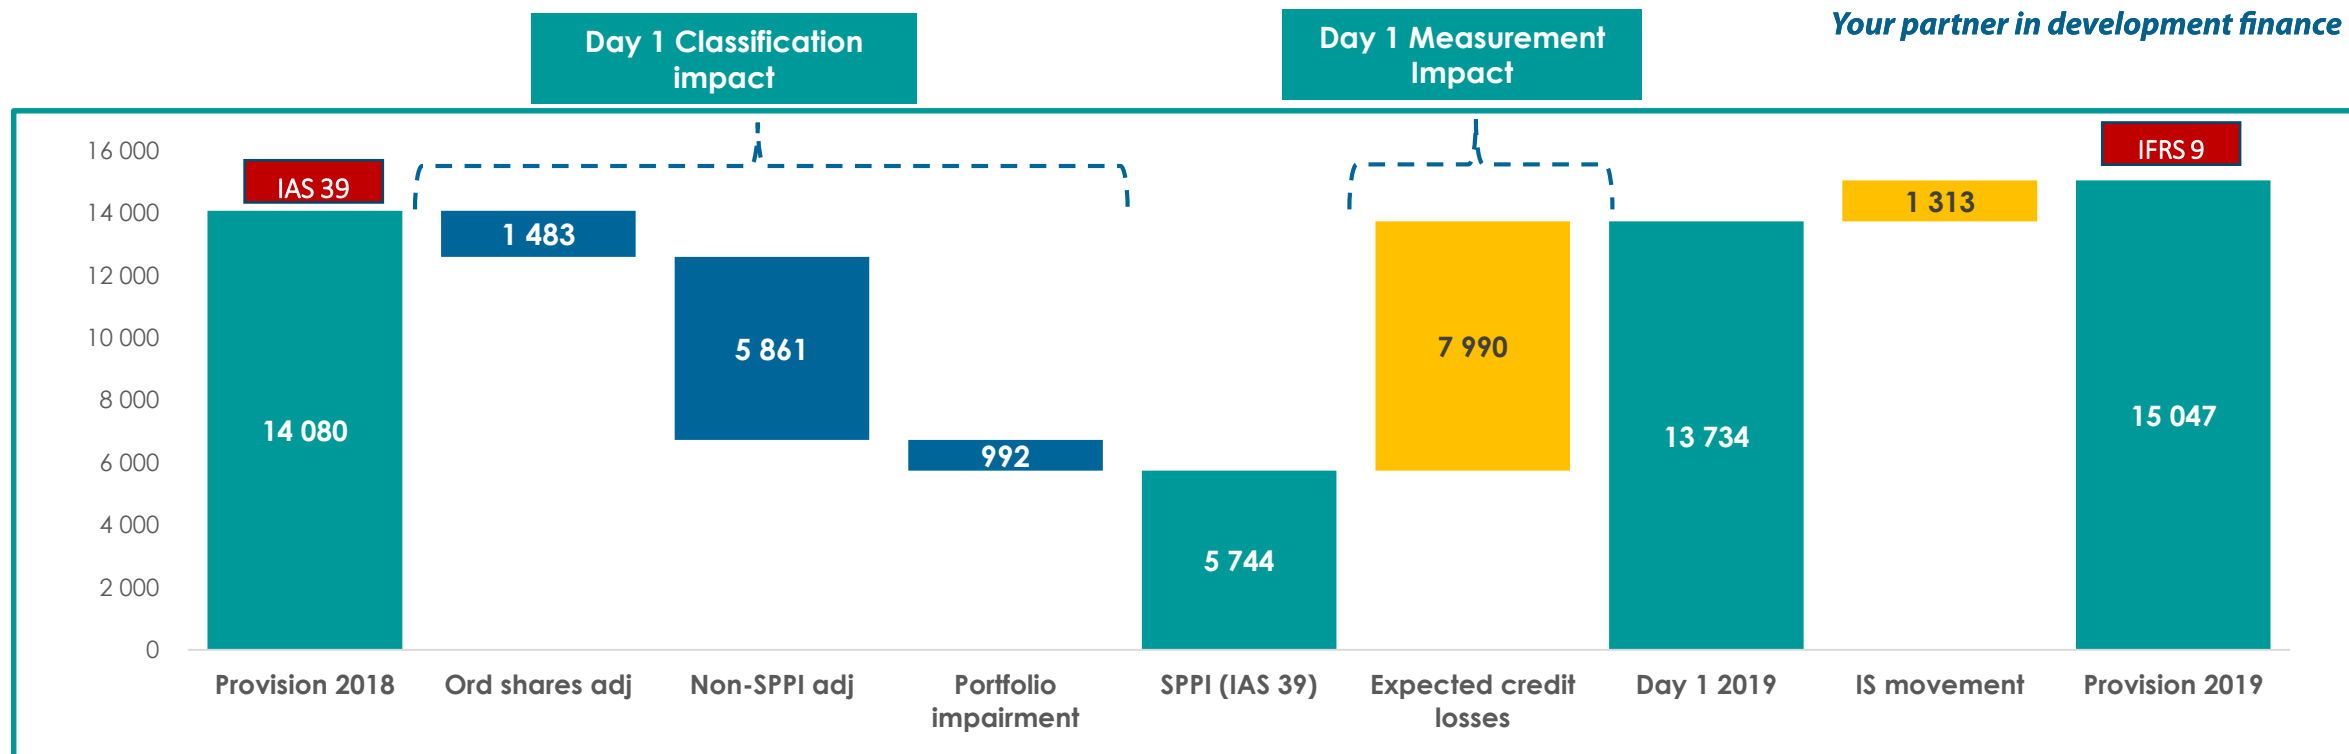 Your partner in development finance
Day 1 Classification
impact
Day 1 Measurement
Impact
16 000
14 000
12 000
10 000
8 000
6 000
4 000
2 000
0
IAS 39
IFRS 9
14 080
1 483
5 861
992
5 744
7 990
13 734
1 313
15 047
Provision 2018
Ord shares adj
Non-SPPI adj
Portfolio
impairment
SPPI (IAS 39)
Expected credit
losses
Day 1 2019
IS movement
Provision 2019